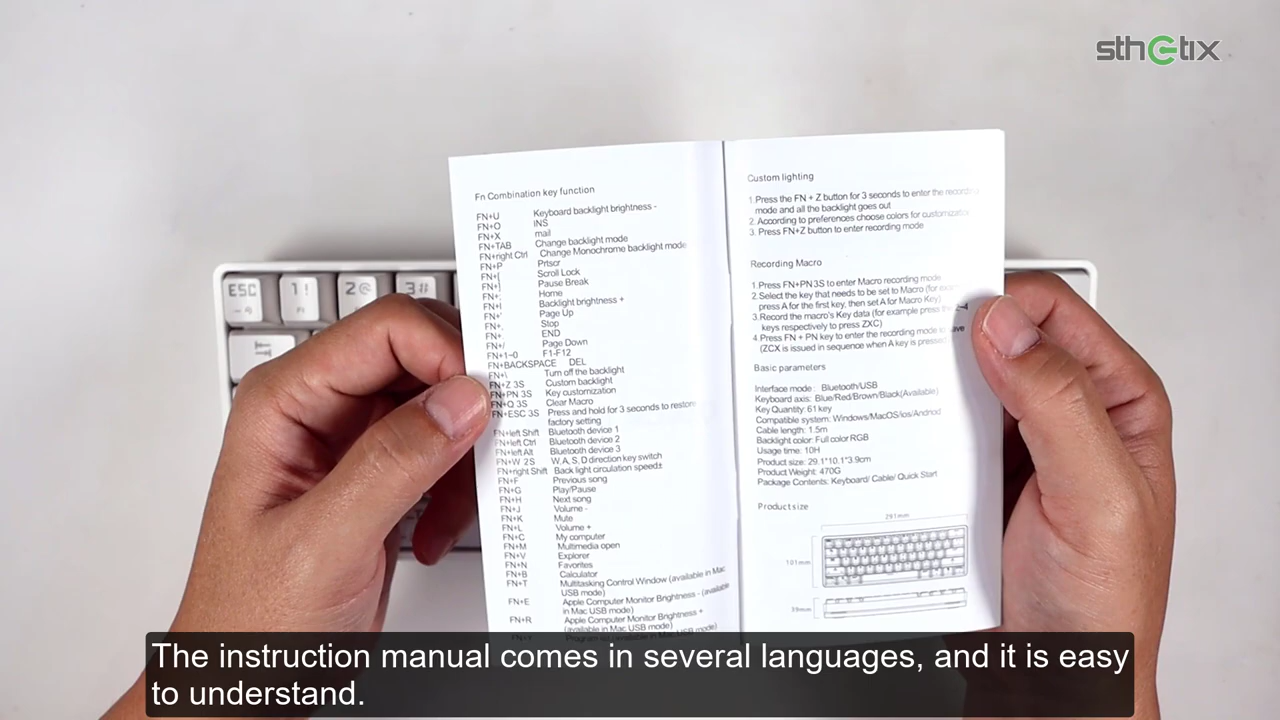 sthetix
Fn Combination key function
FN+U Keyboard backlight brightness -
FN+O INS
FN+X mail
FN+TAB Change backlight mode
FN+right Ctrl Change Monochrome backlight mode
FN+P Prtscr
FN+[ Scroll Lock
FN+] Pause Break
FN+; Home
FN+I Backlight brightness +
FN+' Page Up
FN+, Stop
FN+. END
FN+/ Page Down
FN+1~0 F1-F12
FN+BACKSPACE DEL
FN+\ Turn off the backlight
FN+Z 3S Custom backlight
FN+PN 3S Key customization
FN+Q 3S Clear Macro
FN+ESC 3S Press and hold for 3 seconds to restore
factory setting
FN+left Shift Bluetooth device 1
FN+left Ctrl Bluetooth device 2
FN+left Alt Bluetooth device 3
FN+W 2S W, A, S, D direction key switch
FN+right Shift Back light circulation speed±
FN+F Previous song
FN+G Play/Pause
FN+H Next song
FN+J Volume -
FN+K Mute
FN+L Volume +
FN+C My computer
FN+M Multimedia open
FN+V Explorer
FN+N Favorites
FN+B Calculator
FN+T Multitasking Control Window (available in Mac
USB mode)
FN+E Apple Computer Monitor Brightness - (available
in Mac USB mode)
FN+R Apple Computer Monitor Brightness +
(available in Mac USB mode)
Custom lighting
1.Press the FN + Z button for 3 seconds to enter the recording
mode and all the backlight goes out
2. According to preferences choose colors for customization
3. Press FN+Z button to enter recording mode
Recording Macro
1.Press FN+PN 3S to enter Macro recording mode
2.Select the key that needs to be set to Macro (for
press A for the first key, then set A for Macro Key)
3.Record the macro's Key data (for example press
keys respectively to press ZXC)
4.Press FN + PN key to enter the recording mode to save
(ZCX is issued in sequence when A key is pressed
Basic parameters
Interface mode : Bluetooth/USB
Keyboard axis: Blue/Red/Brown/Black(Available)
Key Quantity: 61 key
Compatible system: Windows/MacOS/ios/Android
Cable length: 1.5m
Backlight color: Full color RGB
Usage time: 10H
Product size: 29.1*10.1*3.9cm
Product Weight: 470G
Package Contents: Keyboard/ Cable/ Quick Start
Product size
291mm
101mm
39mm
ESC 1! 2@ 3#
The instruction manual comes in several languages, and it is easy
to understand.